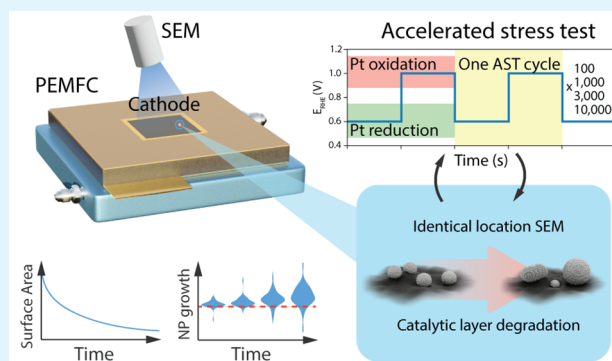 SEM
PEMFC
Cathode
Accelerated stress test
E_RHE (V)
1.2
1.0
0.8
0.6
0.4
Pt oxidation
Pt reduction
One AST cycle
x
100
1,000
3,000
10,000
Time (s)
Identical location SEM
Catalytic layer degradation
Surface Area
Time
NP growth
Time